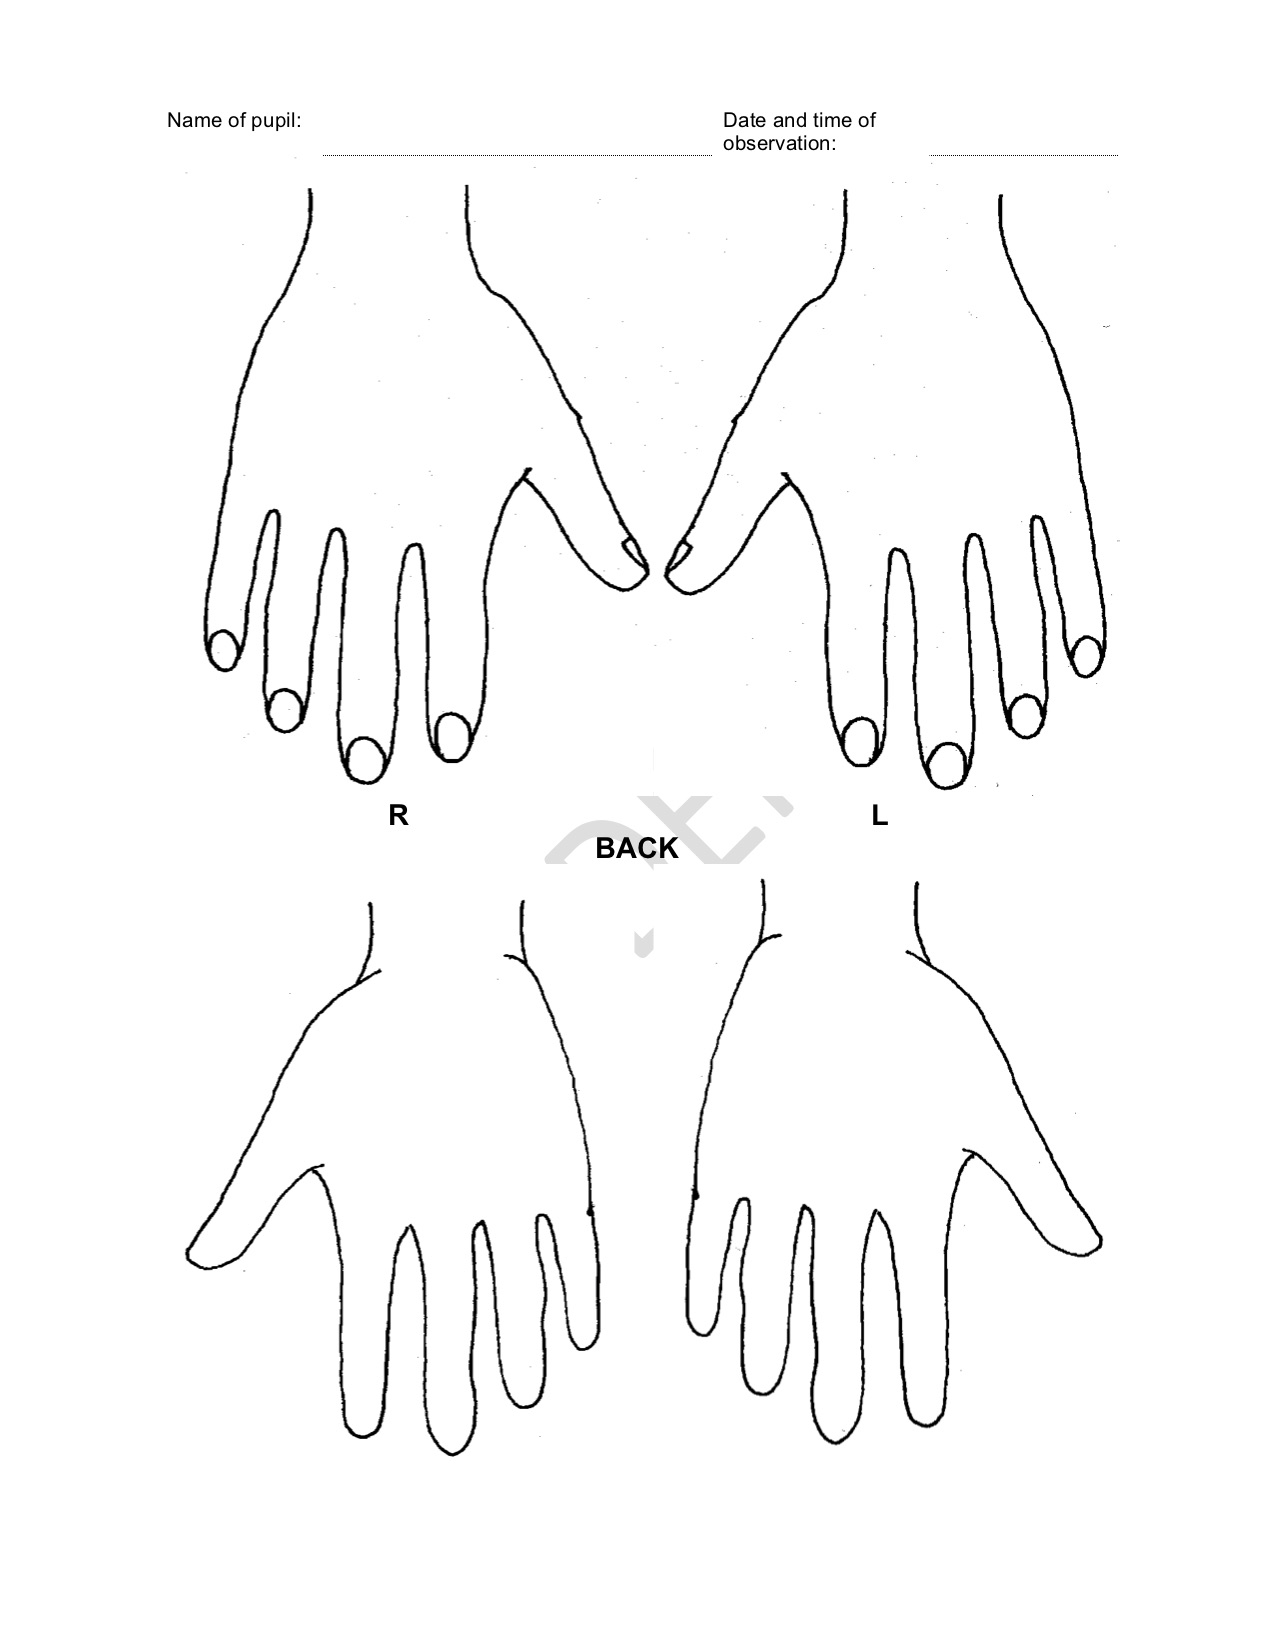 Name of pupil:
Date and time of
observation:
R
L
BACK